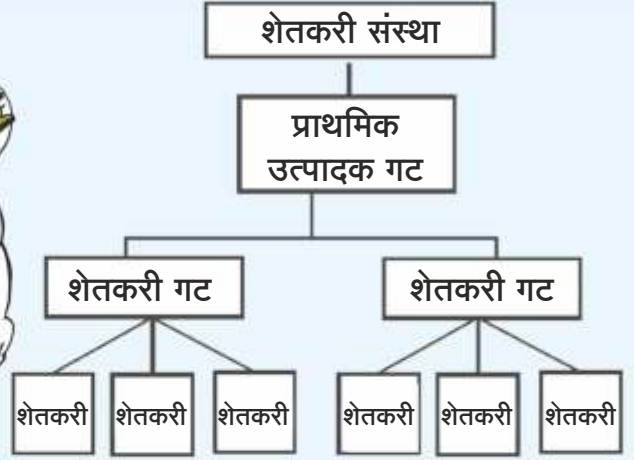 शेतकरी संस्था
प्राथमिक
उत्पादक गट
शेतकरी गट
शेतकरी गट
शेतकरी
शेतकरी
शेतकरी
शेतकरी
शेतकरी
शेतकरी